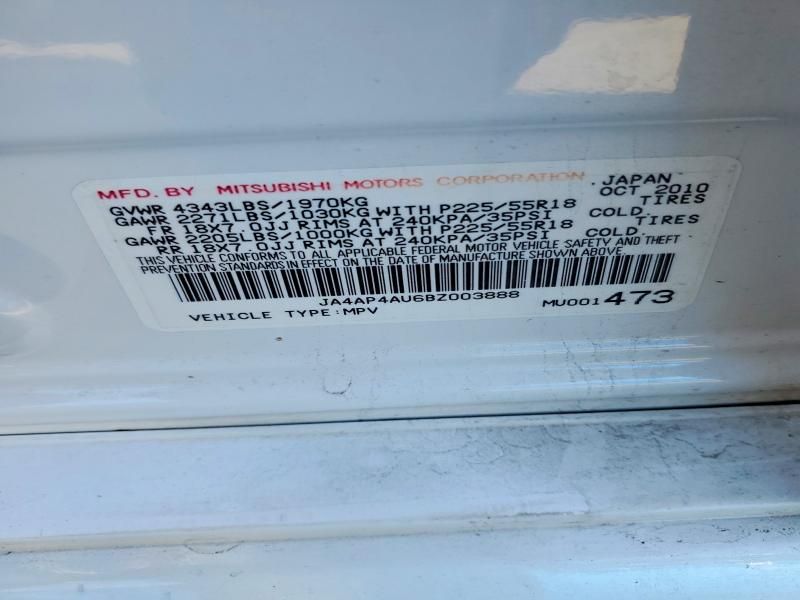 MFD. BY MITSUBISHI MOTORS CORPORATION JAPAN
GVWR 4343LBS/1970KG OCT 2010
GAWR 2271LBS/1030KG WITH P225/55R18 TIRES
FR 18X7.0JJ RIMS AT 240KPA/35PSI COLD
GAWR 2205LBS/1000KG WITH P225/55R18 TIRES
RR 18X7.0JJ RIMS AT 240KPA/35PSI COLD
THIS VEHICLE CONFORMS TO ALL APPLICABLE FEDERAL MOTOR VEHICLE SAFETY AND THEFT
PREVENTION STANDARDS IN EFFECT ON THE DATE OF MANUFACTURE SHOWN ABOVE.
JA4AP4AU6BZ003888
VEHICLE TYPE:MPV MU001473